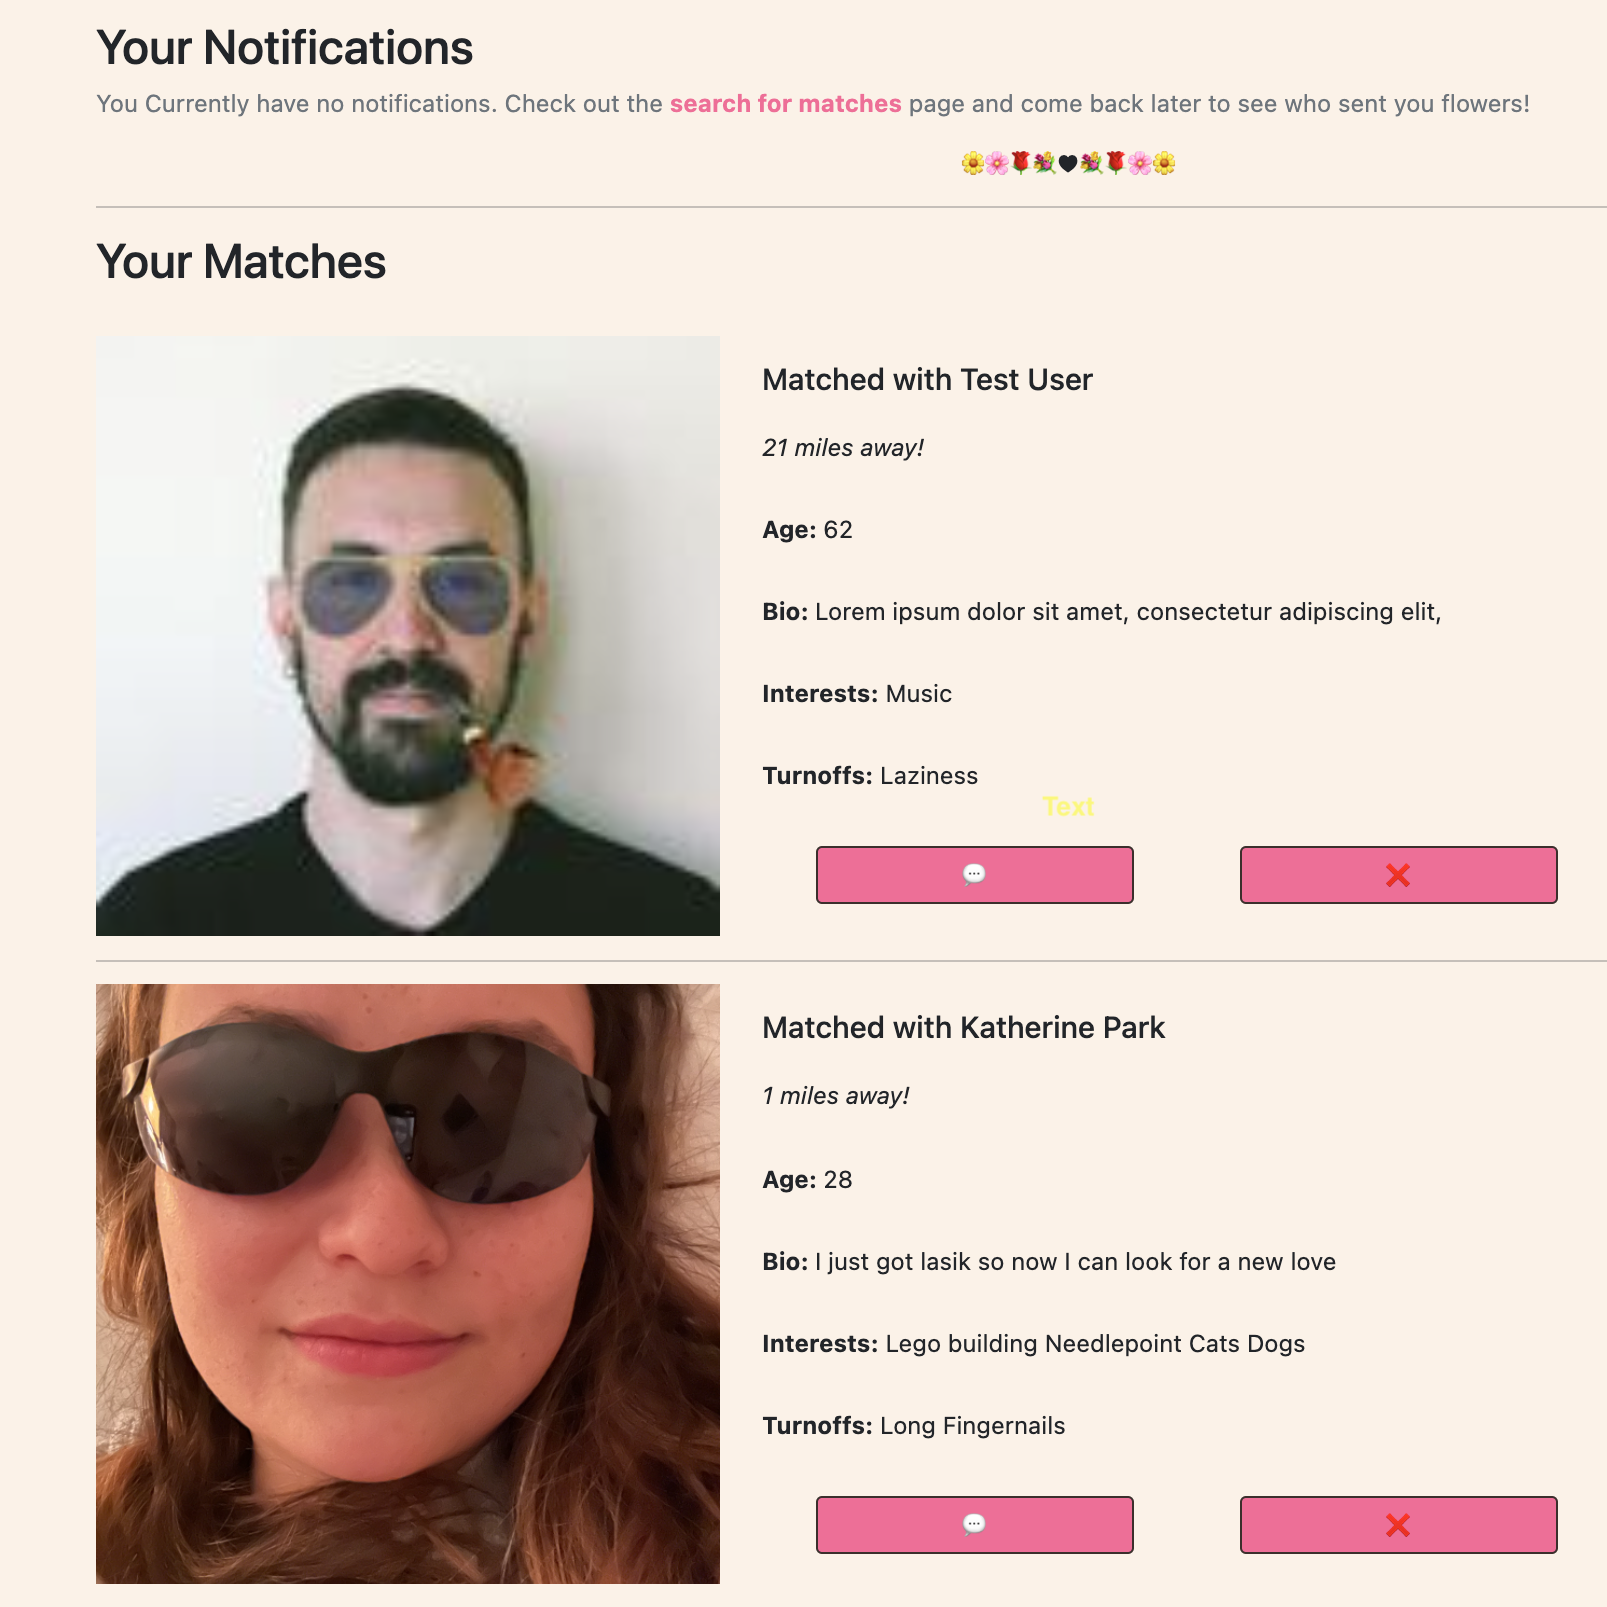 Your Notifications
You Currently have no notifications. Check out the search for matches page and come back later to see who sent you flowers!
🌼🌸🌹💐🖤💐🌹🌸🌼
Your Matches
Matched with Test User
21 miles away!
Age: 62
Bio: Lorem ipsum dolor sit amet, consectetur adipiscing elit,
Interests: Music
Turnoffs: Laziness
Text
💬 ❌
Matched with Katherine Park
1 miles away!
Age: 28
Bio: I just got lasik so now I can look for a new love
Interests: Lego building Needlepoint Cats Dogs
Turnoffs: Long Fingernails
💬 ❌